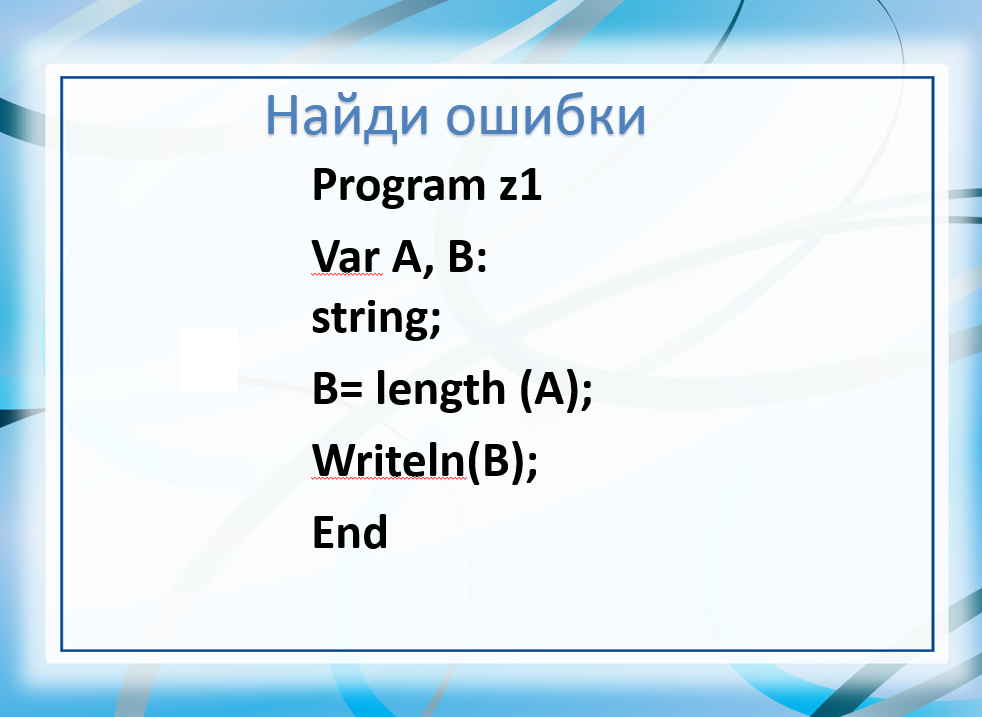 Найди ошибки
Program z1
Var A, B:
string;
B= length (A);
Writeln(B);
End